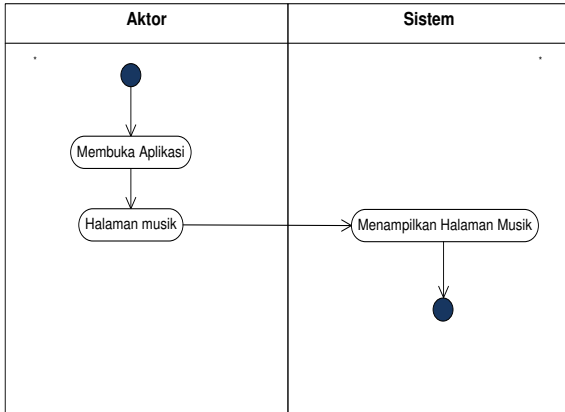 Aktor
Sistem
Membuka Aplikasi
Halaman musik
Menampilkan Halaman Musik